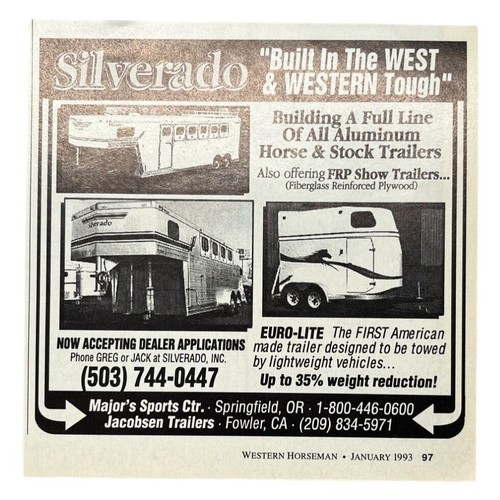 Silverado
"Built In The WEST
& WESTERN Tough"
Building A Full Line
Of All Aluminum
Horse & Stock Trailers
Also offering FRP Show Trailers...
(Fiberglass Reinforced Plywood)
Silverado
NOW ACCEPTING DEALER APPLICATIONS
Phone GREG or JACK at SILVERADO, INC.
(503) 744-0447
EURO-LITE The FIRST American
made trailer designed to be towed
by lightweight vehicles...
Up to 35% weight reduction!
Major's Sports Ctr. · Springfield, OR · 1-800-446-0600
Jacobsen Trailers · Fowler, CA · (209) 834-5971
WESTERN HORSEMAN • JANUARY 1993 97